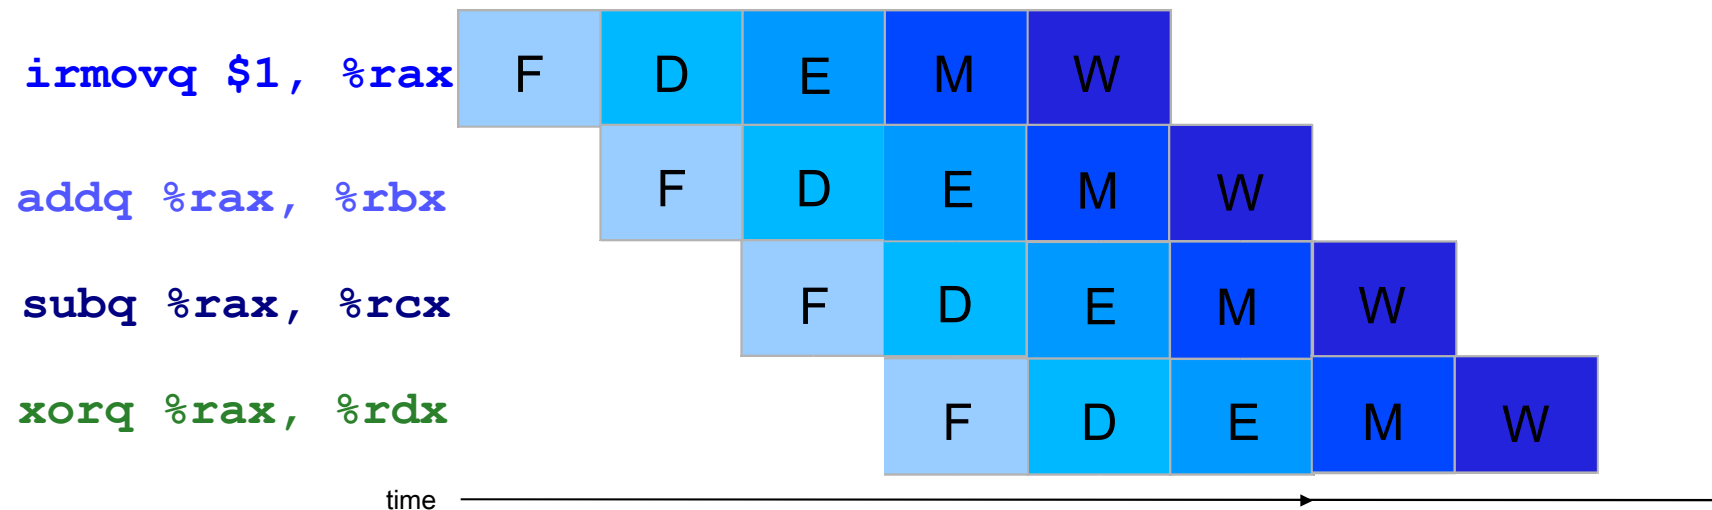 irmovq $1, %rax F D E M W
addq %rax, %rbx F D E M W
subq %rax, %rcx F D E M W
xorq %rax, %rdx F D E M W
time